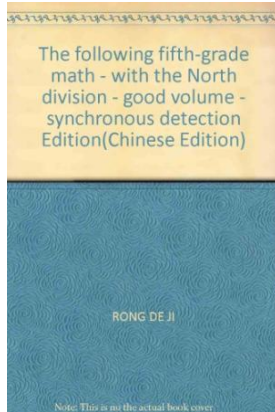 The following fifth-grade
math - with the North
division - good volume -
synchronous detection
Edition(Chinese Edition)
RONG DE JI
Note: This is not the actual book cover